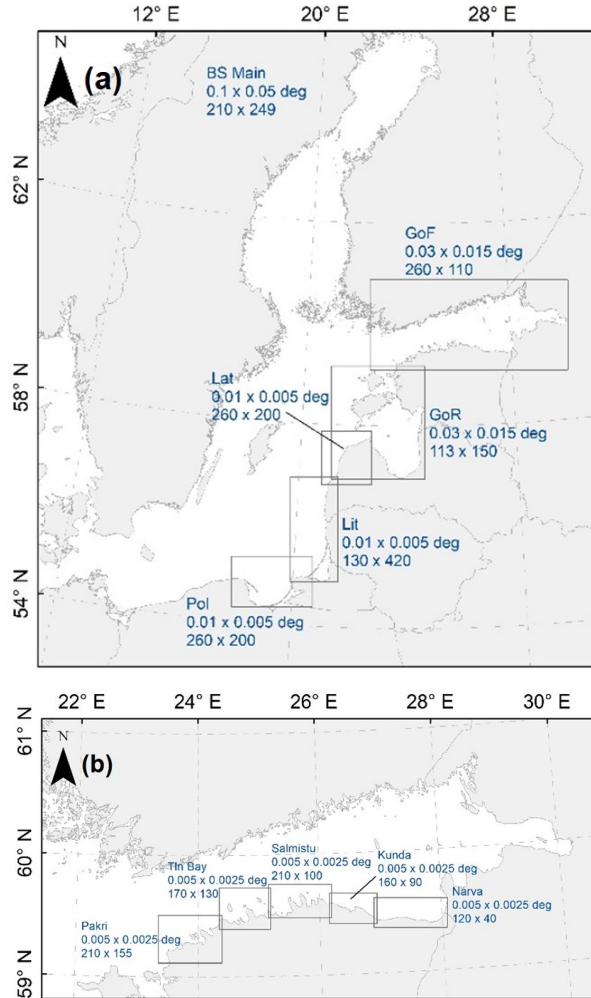 12° E
20° E
28° E
N
(a)
BS Main
0.1 x 0.05 deg
210 x 249
62° N
GoF
0.03 x 0.015 deg
260 x 110
Lat
0.01 x 0.005 deg
260 x 200
58° N
GoR
0.03 x 0.015 deg
113 x 150
Lit
0.01 x 0.005 deg
130 x 420
54° N
Pol
0.01 x 0.005 deg
260 x 200
22° E
24° E
26° E
28° E
30° E
61° N
N
(b)
60° N
Salmistu
0.005 x 0.0025 deg
210 x 100
Kunda
0.005 x 0.0025 deg
160 x 90
Tln Bay
0.005 x 0.0025 deg
170 x 130
Narva
0.005 x 0.0025 deg
120 x 40
Pakri
0.005 x 0.0025 deg
210 x 155
59° N